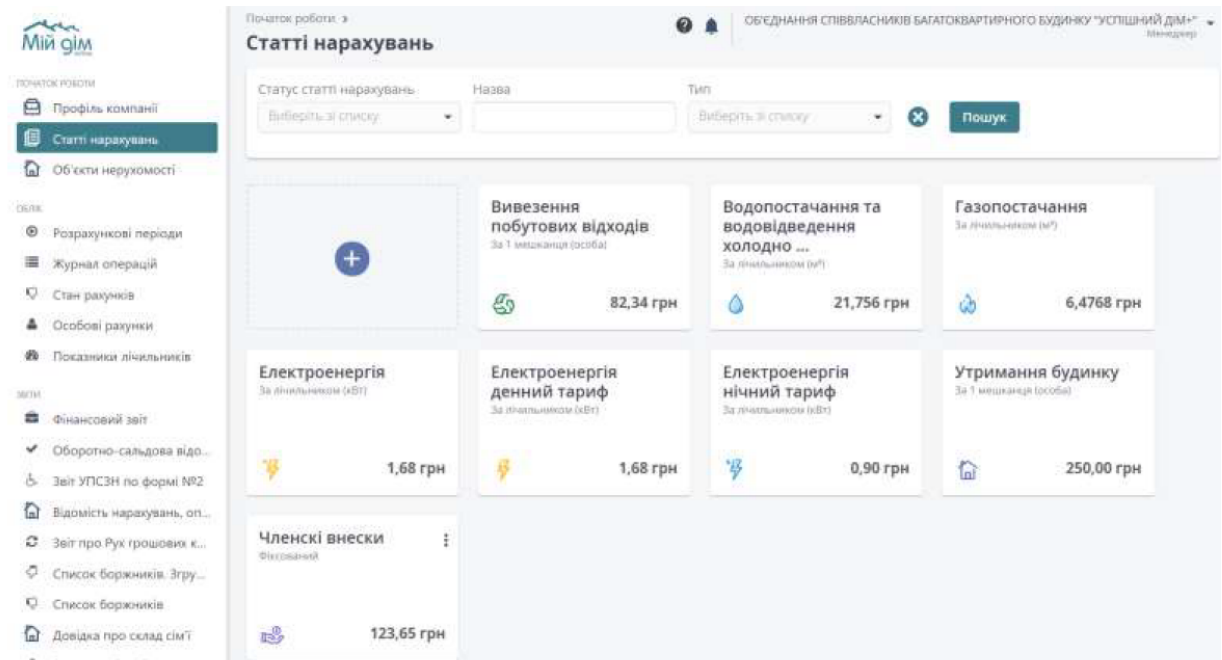 Мій дім
ПОЧАТОК РОБОТИ
Профіль компанії
Статті нарахувань
Об'єкти нерухомості
ОБЛІК
Розрахункові періоди
Журнал операцій
Стан рахунків
Особові рахунки
Показники лічильників
ЗВІТИ
Фінансовий звіт
Оборотно-сальдова відо...
Звіт УПСЗН по формі №2
Відомість нарахувань, оп...
Звіт про Рух грошових к...
Список боржників. Згру...
Список боржників
Довідка про склад сім'ї
Початок роботи ›
Статті нарахувань
ОБ'ЄДНАННЯ СПІВВЛАСНИКІВ БАГАТОКВАРТИРНОГО БУДИНКУ "УСПІШНИЙ ДІМ+"
Менеджер
Статус статті нарахувань
Назва
Тип
Виберіть зі списку
Виберіть зі списку
Пошук
Вивезення
побутових відходів
За 1 мешканця (особа)
82,34 грн
Водопостачання та
водовідведення
холодно ...
За лічильником (м³)
21,756 грн
Газопостачання
За лічильником (м³)
6,4768 грн
Електроенергія
За лічильником (кВт)
1,68 грн
Електроенергія
денний тариф
За лічильником (кВт)
1,68 грн
Електроенергія
нічний тариф
За лічильником (кВт)
0,90 грн
Утримання будинку
За 1 мешканця (особа)
250,00 грн
Членскі внески
Фіксований
123,65 грн